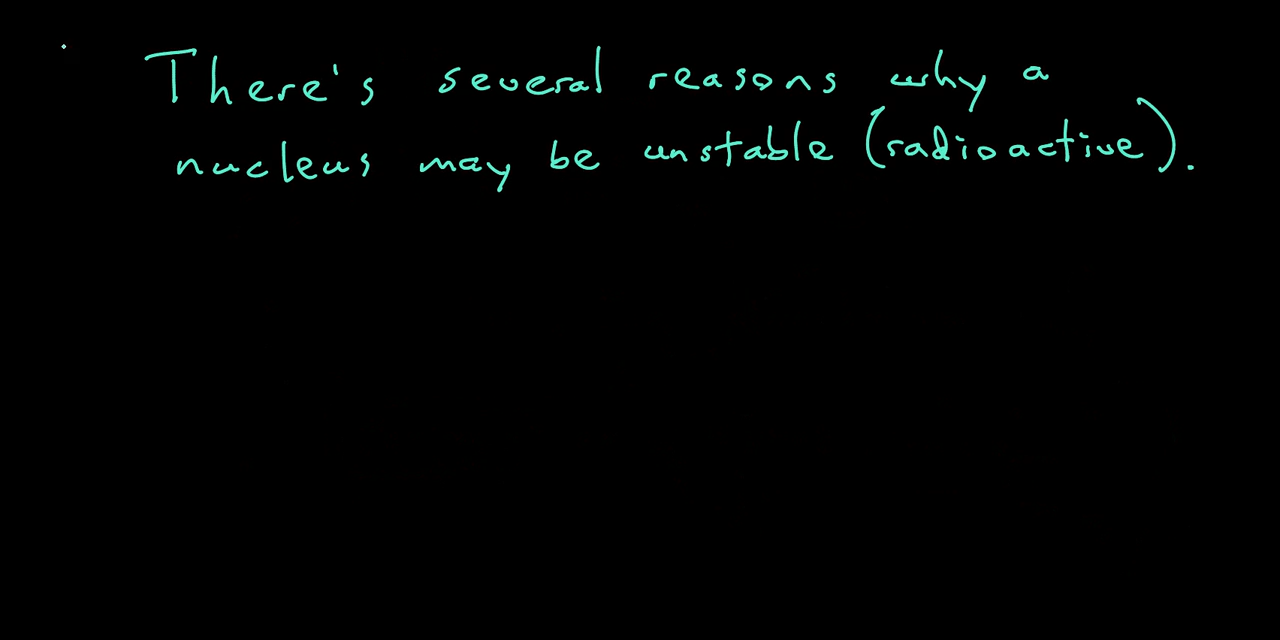 There's several reasons why a
nucleus may be unstable (radioactive).